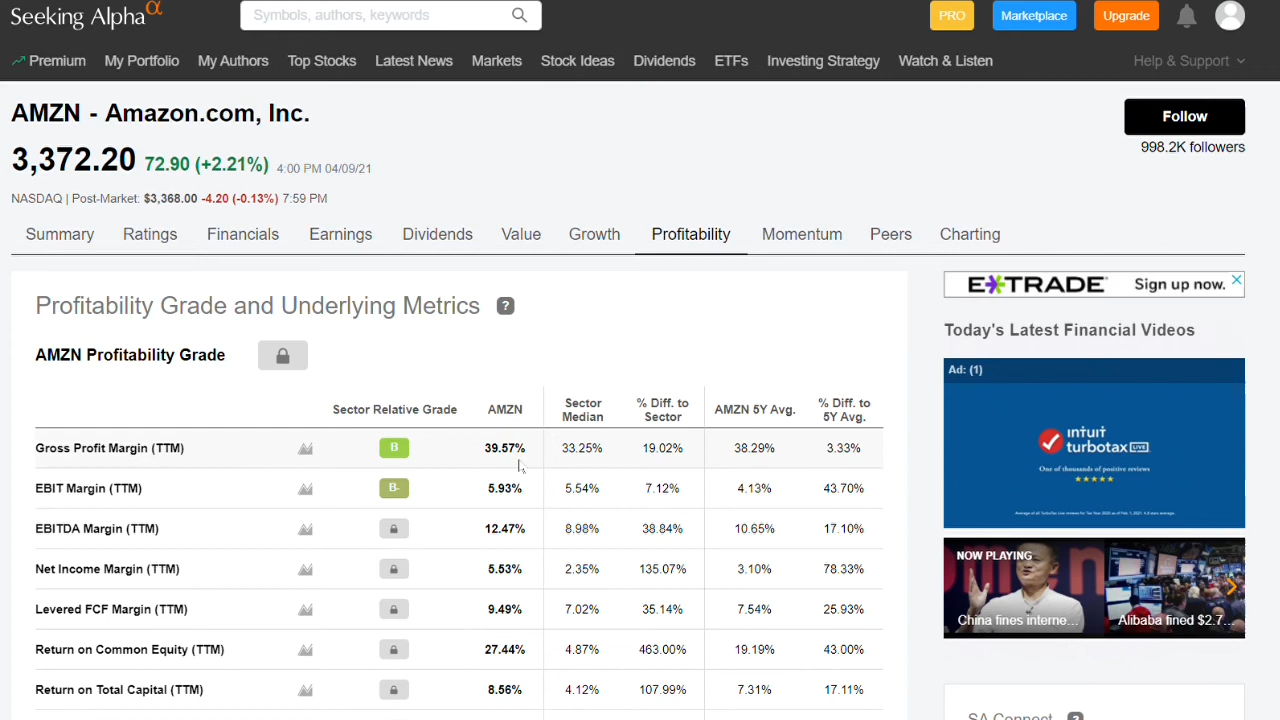 Seeking Alpha α
Symbols, authors, keywords
PRO
Marketplace
Upgrade
Premium My Portfolio My Authors Top Stocks Latest News Markets Stock Ideas Dividends ETFs Investing Strategy Watch & Listen Help & Support
AMZN - Amazon.com, Inc.
Follow
3,372.20 72.90 (+2.21%) 4:00 PM 04/09/21
998.2K followers
NASDAQ | Post-Market: $3,368.00 -4.20 (-0.13%) 7:59 PM
Summary Ratings Financials Earnings Dividends Value Growth Profitability Momentum Peers Charting
Profitability Grade and Underlying Metrics ?
AMZN Profitability Grade
Sector Relative Grade AMZN Sector Median % Diff. to Sector AMZN 5Y Avg. % Diff. to 5Y Avg.
Gross Profit Margin (TTM) B 39.57% 33.25% 19.02% 38.29% 3.33%
EBIT Margin (TTM) B- 5.93% 5.54% 7.12% 4.13% 43.70%
EBITDA Margin (TTM) 12.47% 8.98% 38.84% 10.65% 17.10%
Net Income Margin (TTM) 5.53% 2.35% 135.07% 3.10% 78.33%
Levered FCF Margin (TTM) 9.49% 7.02% 35.14% 7.54% 25.93%
Return on Common Equity (TTM) 27.44% 4.87% 463.00% 19.19% 43.00%
Return on Total Capital (TTM) 8.56% 4.12% 107.99% 7.31% 17.11%
E*TRADE Sign up now.
Today's Latest Financial Videos
Ad: (1)
intuit
turbotax LIVE
One of thousands of positive reviews
NOW PLAYING
China fines interne...
Alibaba fined $2.7...
SA Connect ?